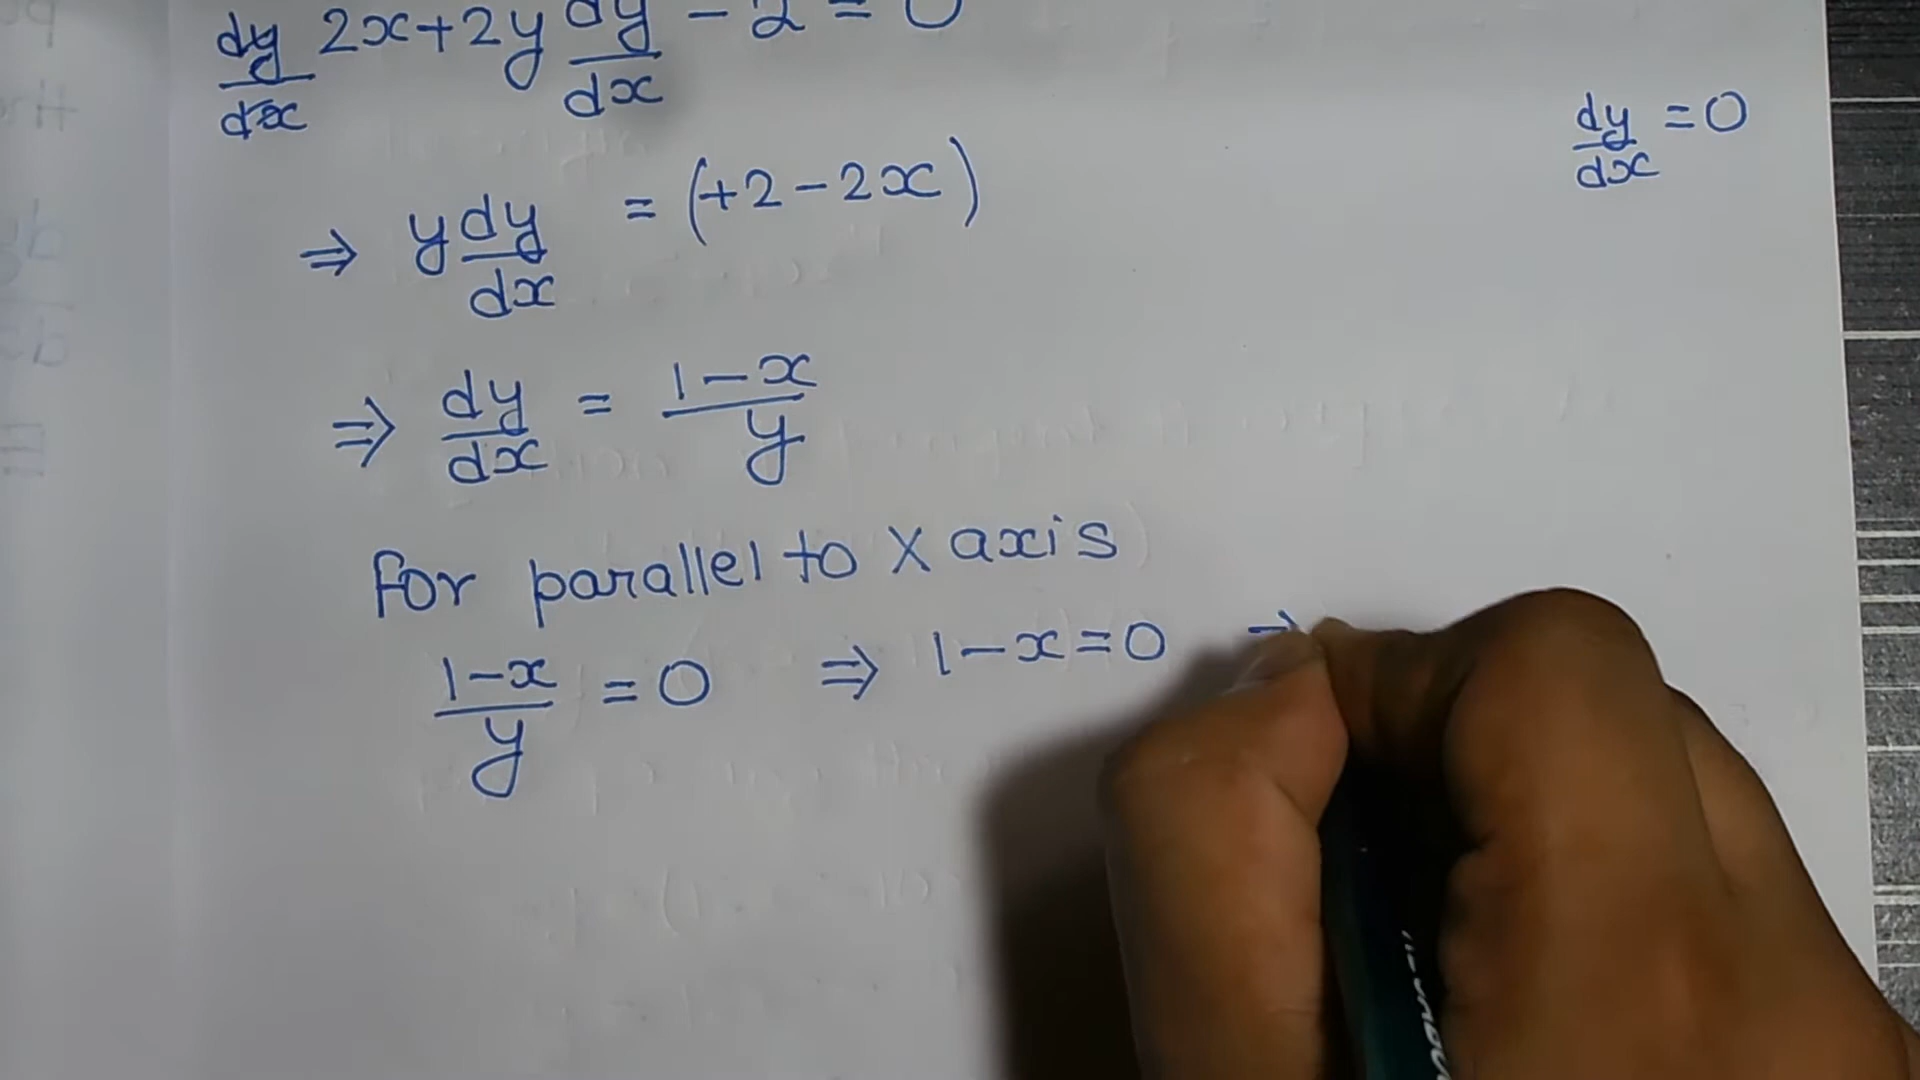 dy/dx 2x+2y dy/dx - 2 = 0
dy/dx = 0
⇒ y dy/dx = (+2-2x)
⇒ dy/dx = 1-x/y
For parallel to X axis
1-x/y = 0 ⇒ 1-x=0 ⇒